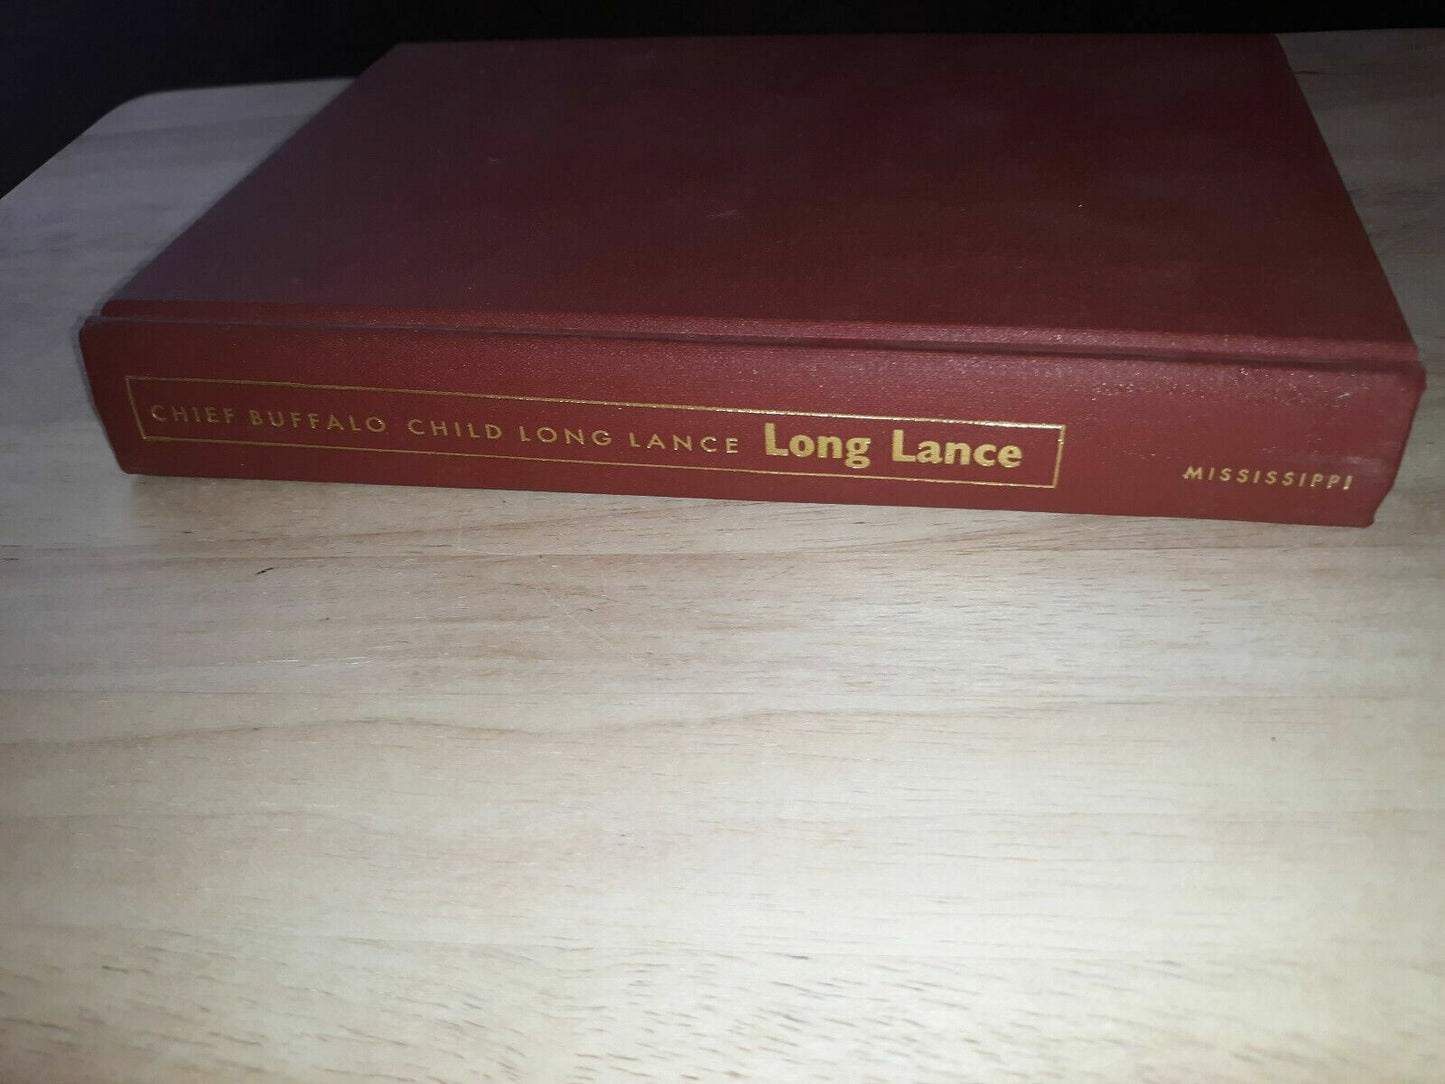 CHIEF BUFFALO CHILD LONG LANCE Long Lance
MISSISSIPPI